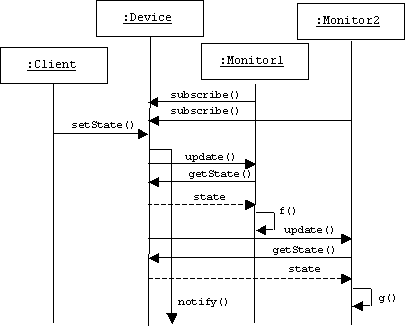 :Device
:Monitor2
:Client
:Monitor1
subscribe()
subscribe()
setState()
update()
getState()
state
f()
update()
getState()
state
notify()
g()